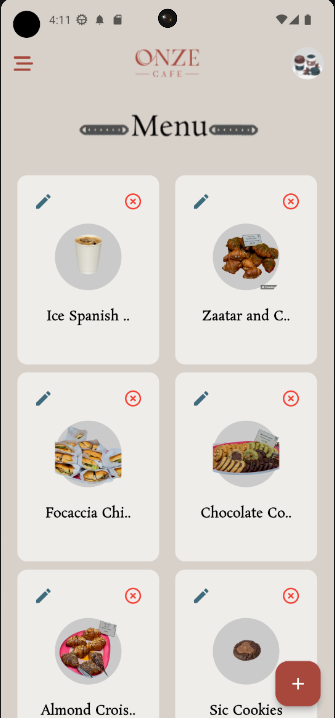 4:11
ONZE
CAFE
Menu
Ice Spanish ..
Zaatar and C..
Focaccia Chi..
Chocolate Co..
Almond Crois..
Sic Cookies
+